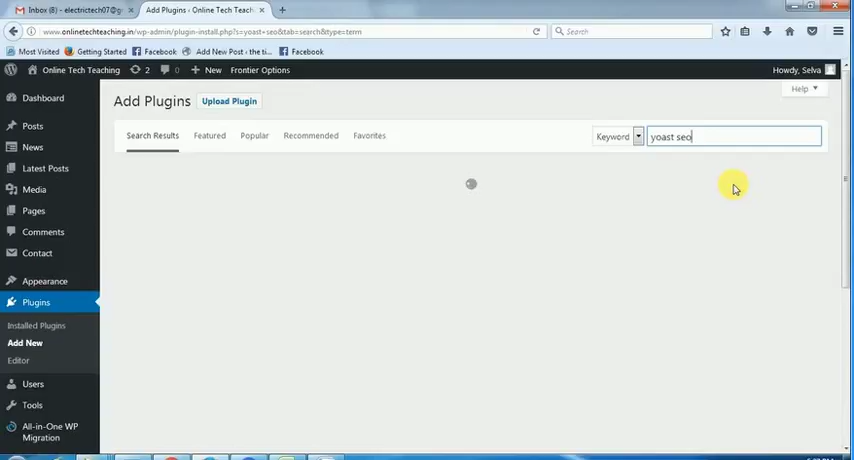 Inbox (8) - electrictech07@g
Add Plugins ‹ Online Tech Teach
www.onlinetechteaching.in/wp-admin/plugin-install.php?s=yoast+seo&tab=search&type=term
Search
Most Visited
Getting Started
Facebook
Add New Post ‹ the ti...
Facebook
Online Tech Teaching
2
0
+ New
Frontier Options
Howdy, Selva
Dashboard
Posts
News
Latest Posts
Media
Pages
Comments
Contact
Appearance
Plugins
Installed Plugins
Add New
Editor
Users
Tools
All-in-One WP
Migration
Help
Add Plugins
Upload Plugin
Search Results
Featured
Popular
Recommended
Favorites
Keyword
yoast seo